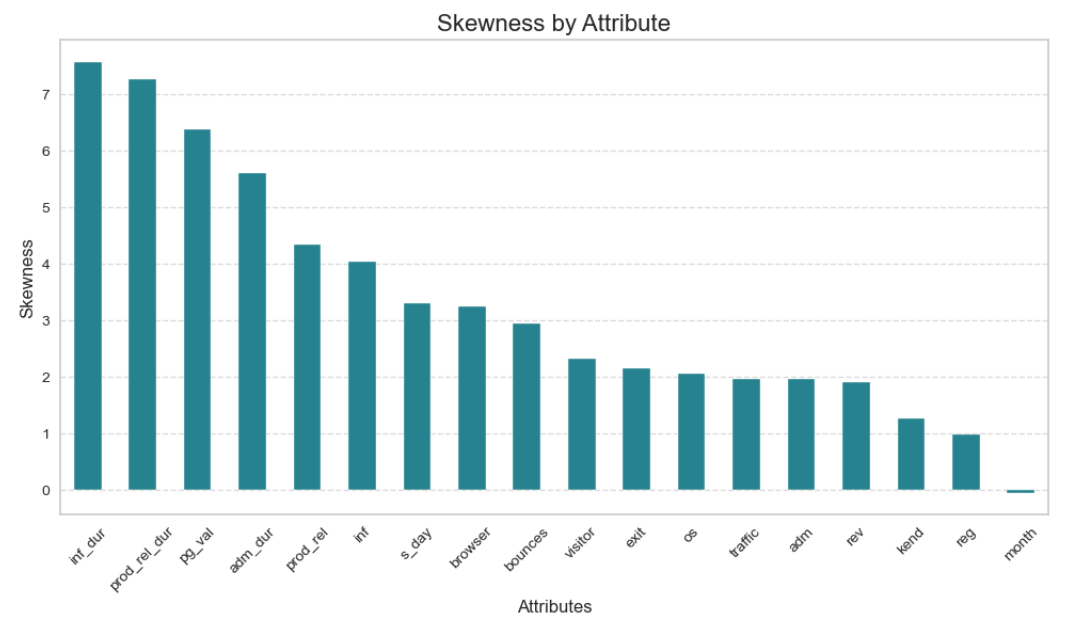 Skewness by Attribute
Skewness
7
6
5
4
3
2
1
0
inf_dur
prod_rel_dur
pg_val
adm_dur
prod_rel
inf
s_day
browser
bounces
visitor
exit
os
traffic
adm
rev
kend
reg
month
Attributes